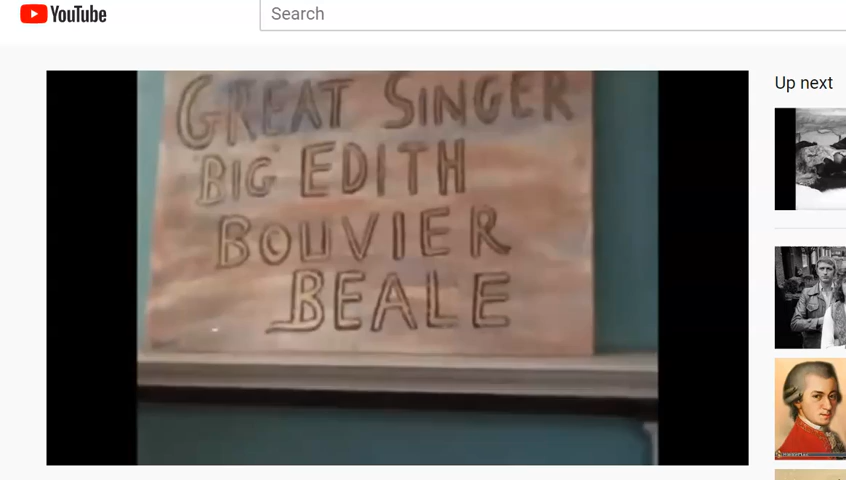 YouTube
Search
GREAT SINGER
"BIG" EDITH
BOUVIER
BEALE
Up next